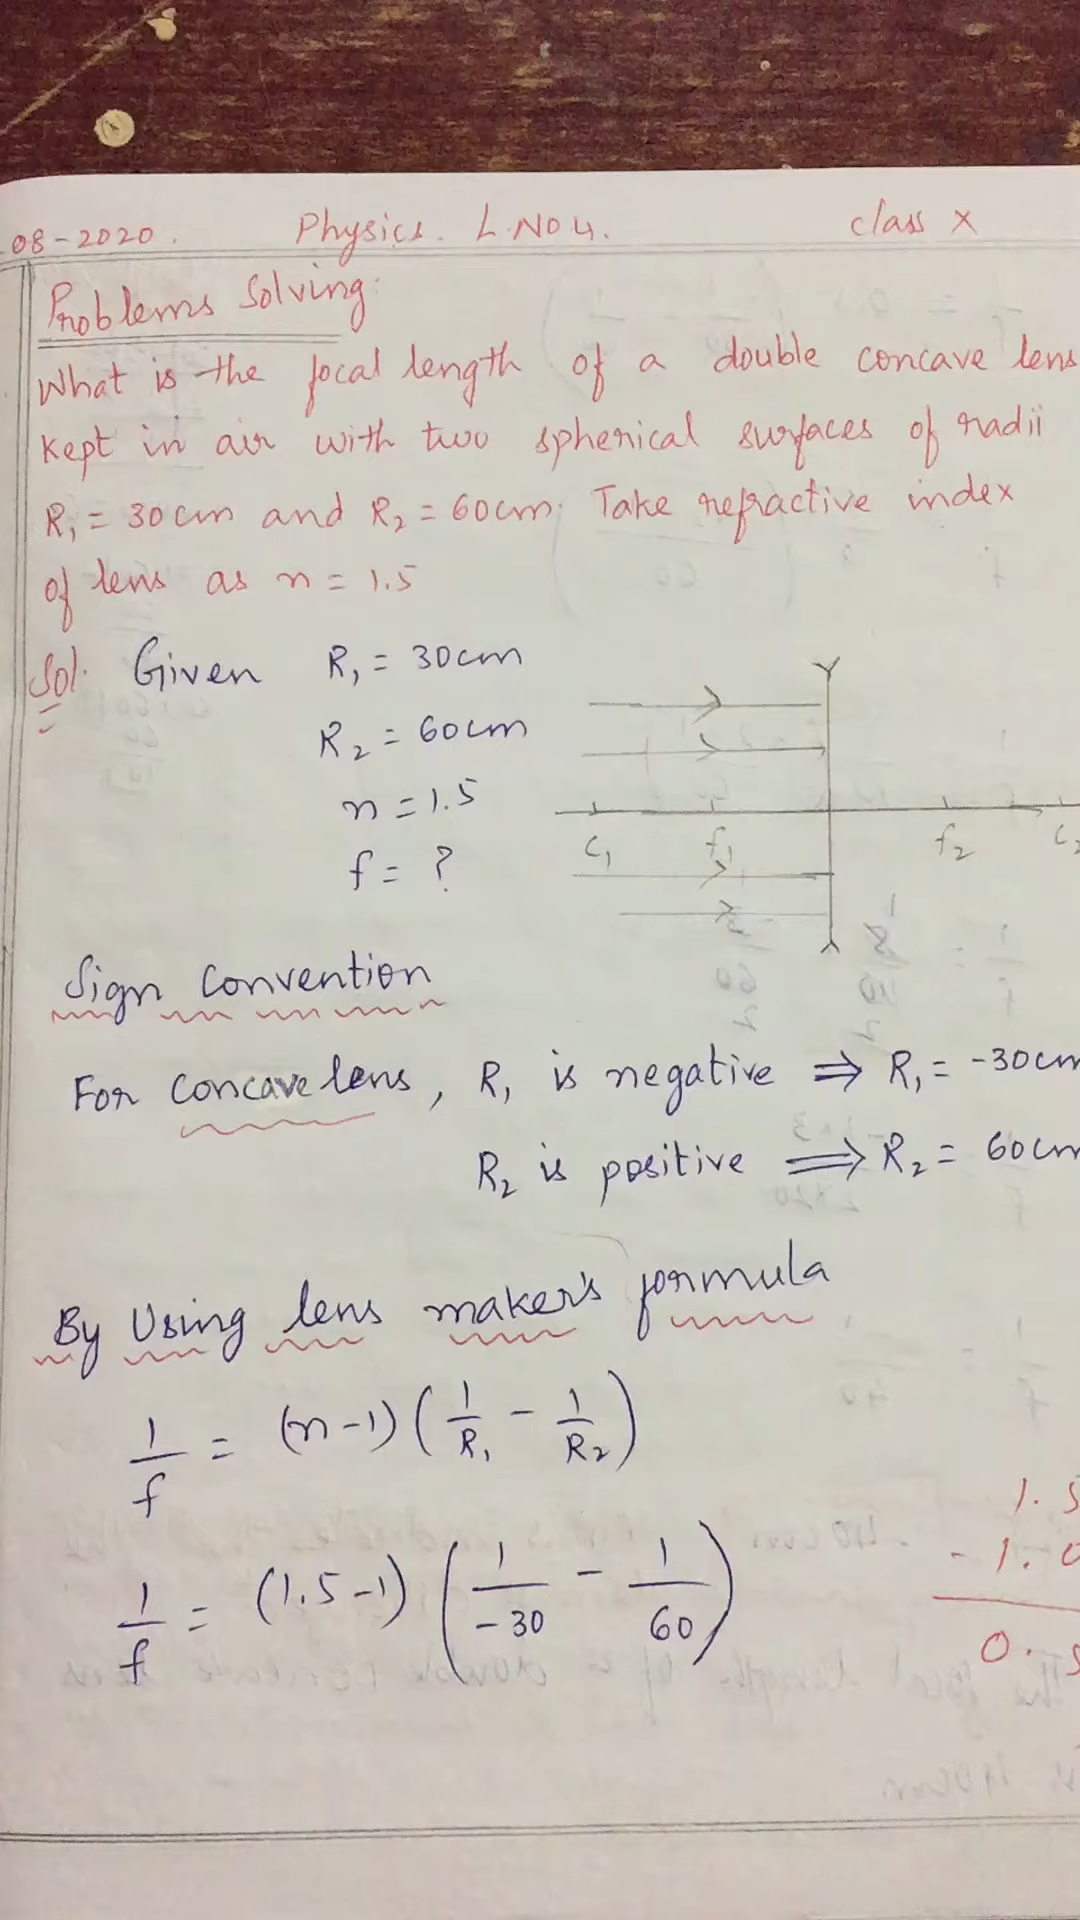 08-2020. Physics. L.NO4. class X
Problems Solving:
What is the focal length of a double concave lens
kept in air with two spherical surfaces of radii
R₁ = 30cm and R₂ = 60cm. Take refractive index
of lens as n = 1.5
Sol. Given R₁ = 30cm
R₂ = 60cm
n = 1.5
f = ?
C₁ f₁ f₂ C₂
Sign Convention
For Concave lens, R₁ is negative ⇒ R₁ = -30cm
R₂ is positive ⇒ R₂ = 60cm
By Using lens maker's formula
1/f = (n-1) (1/R₁ - 1/R₂)
1/f = (1.5-1) (1/-30 - 1/60)
1.5
- 1.0
0.5